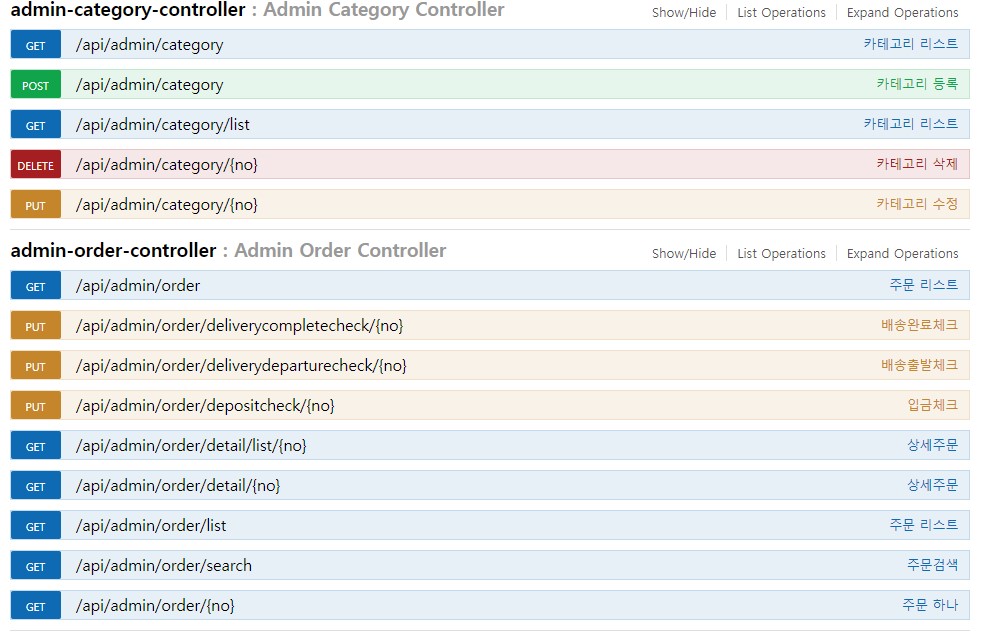 admin-category-controller : Admin Category Controller Show/Hide List Operations Expand Operations
GET /api/admin/category 카테고리 리스트
POST /api/admin/category 카테고리 등록
GET /api/admin/category/list 카테고리 리스트
DELETE /api/admin/category/{no} 카테고리 삭제
PUT /api/admin/category/{no} 카테고리 수정
admin-order-controller : Admin Order Controller Show/Hide List Operations Expand Operations
GET /api/admin/order 주문 리스트
PUT /api/admin/order/deliverycompletecheck/{no} 배송완료체크
PUT /api/admin/order/deliverydeparturecheck/{no} 배송출발체크
PUT /api/admin/order/depositcheck/{no} 입금체크
GET /api/admin/order/detail/list/{no} 상세주문
GET /api/admin/order/detail/{no} 상세주문
GET /api/admin/order/list 주문 리스트
GET /api/admin/order/search 주문검색
GET /api/admin/order/{no} 주문 하나